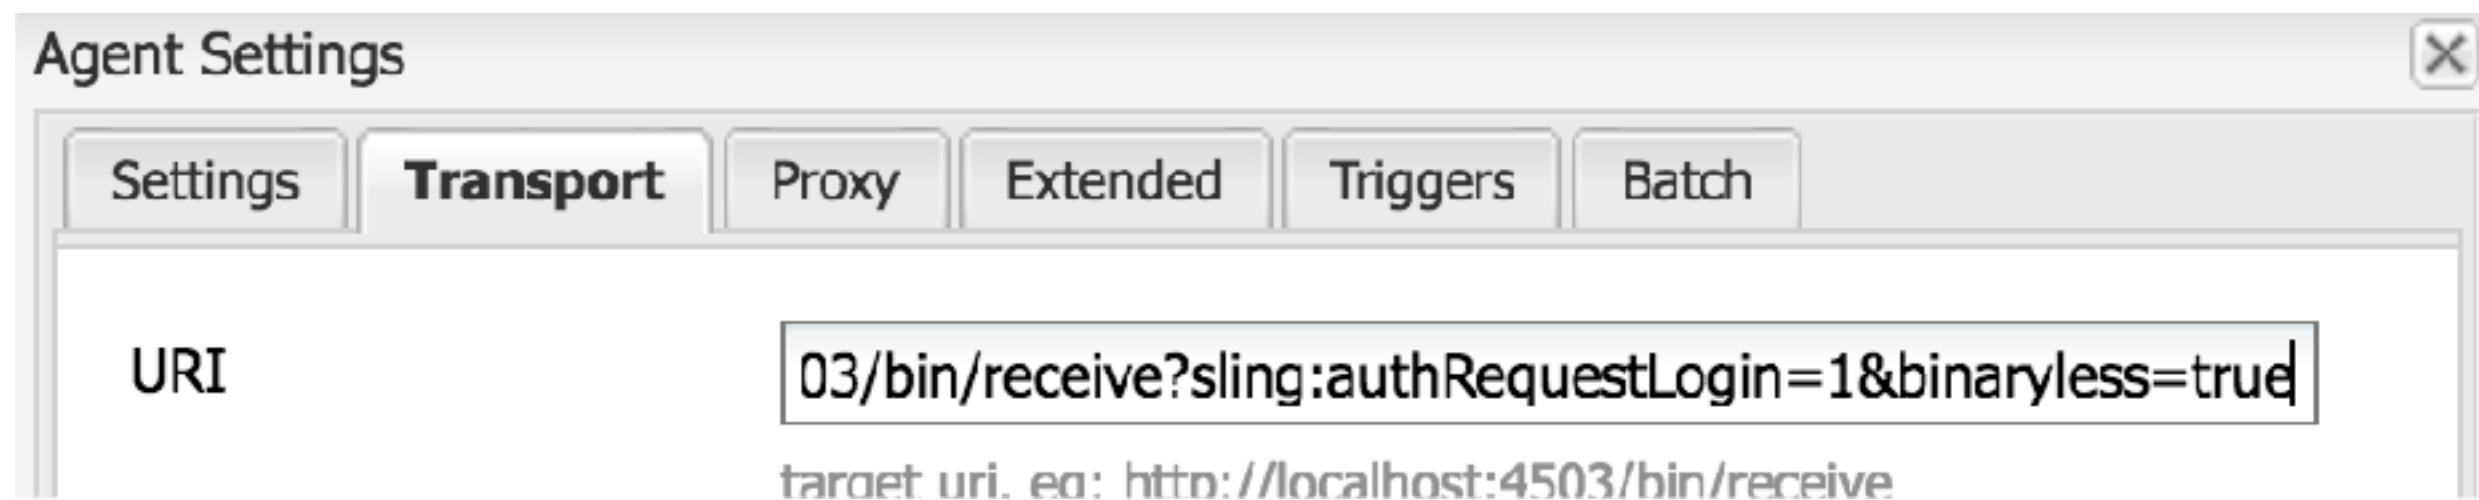 Agent Settings
Settings Transport Proxy Extended Triggers Batch
URI 03/bin/receive?sling:authRequestLogin=1&binaryless=true
target uri, eg: http://localhost:4503/bin/receive